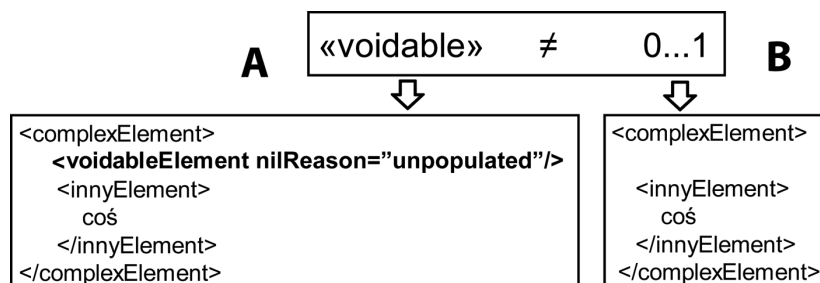 A «voidable» ≠ 0...1 B
<complexElement>
<voidableElement nilReason=”unpopulated”/>
<innyElement>
coś
</innyElement>
</complexElement>
<complexElement>
<innyElement>
coś
</innyElement>
</complexElement>